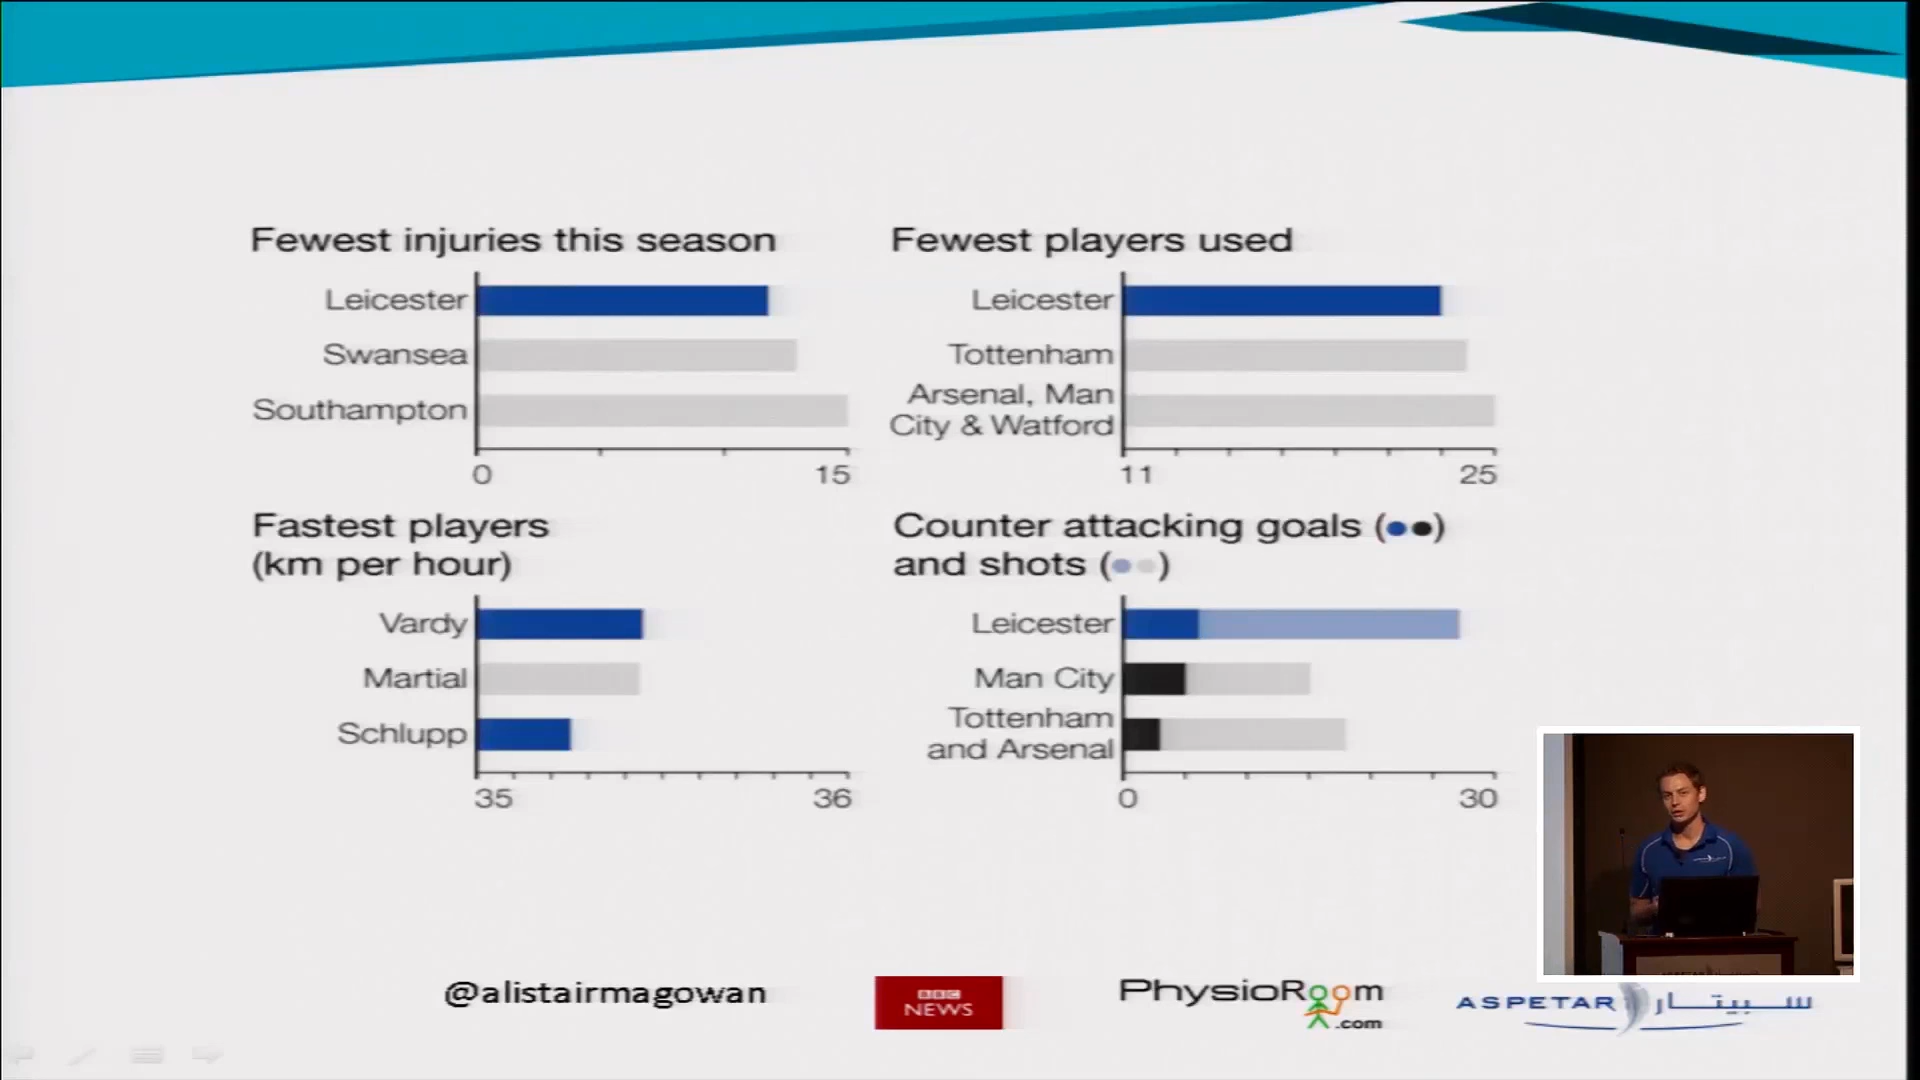 Fewest injuries this season
Leicester
Swansea
Southampton
0 15
Fewest players used
Leicester
Tottenham
Arsenal, Man
City & Watford
11 25
Fastest players
(km per hour)
Vardy
Martial
Schlupp
35 36
Counter attacking goals (●●)
and shots (●●)
Leicester
Man City
Tottenham
and Arsenal
0 30
@alistairmagowan
BBC
NEWS
PhysioRoom
.com
ASPETAR سبيتار